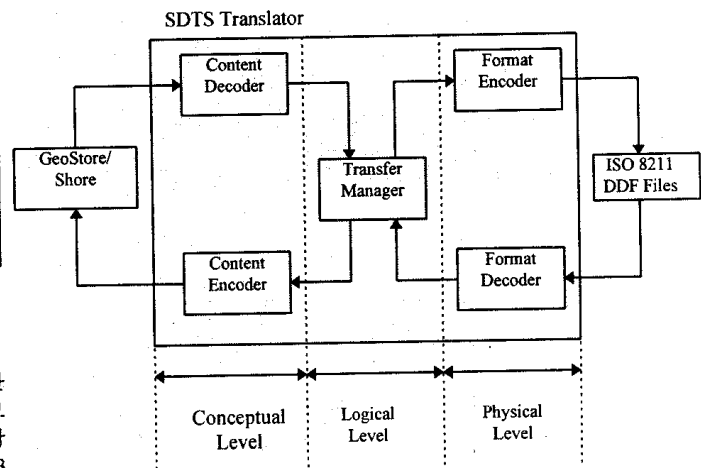 SDTS Translator
Content
Decoder
Format
Encoder
GeoStore/
Shore
Transfer
Manager
ISO 8211
DDF Files
Content
Encoder
Format
Decoder
Conceptual
Level
Logical
Level
Physical
Level